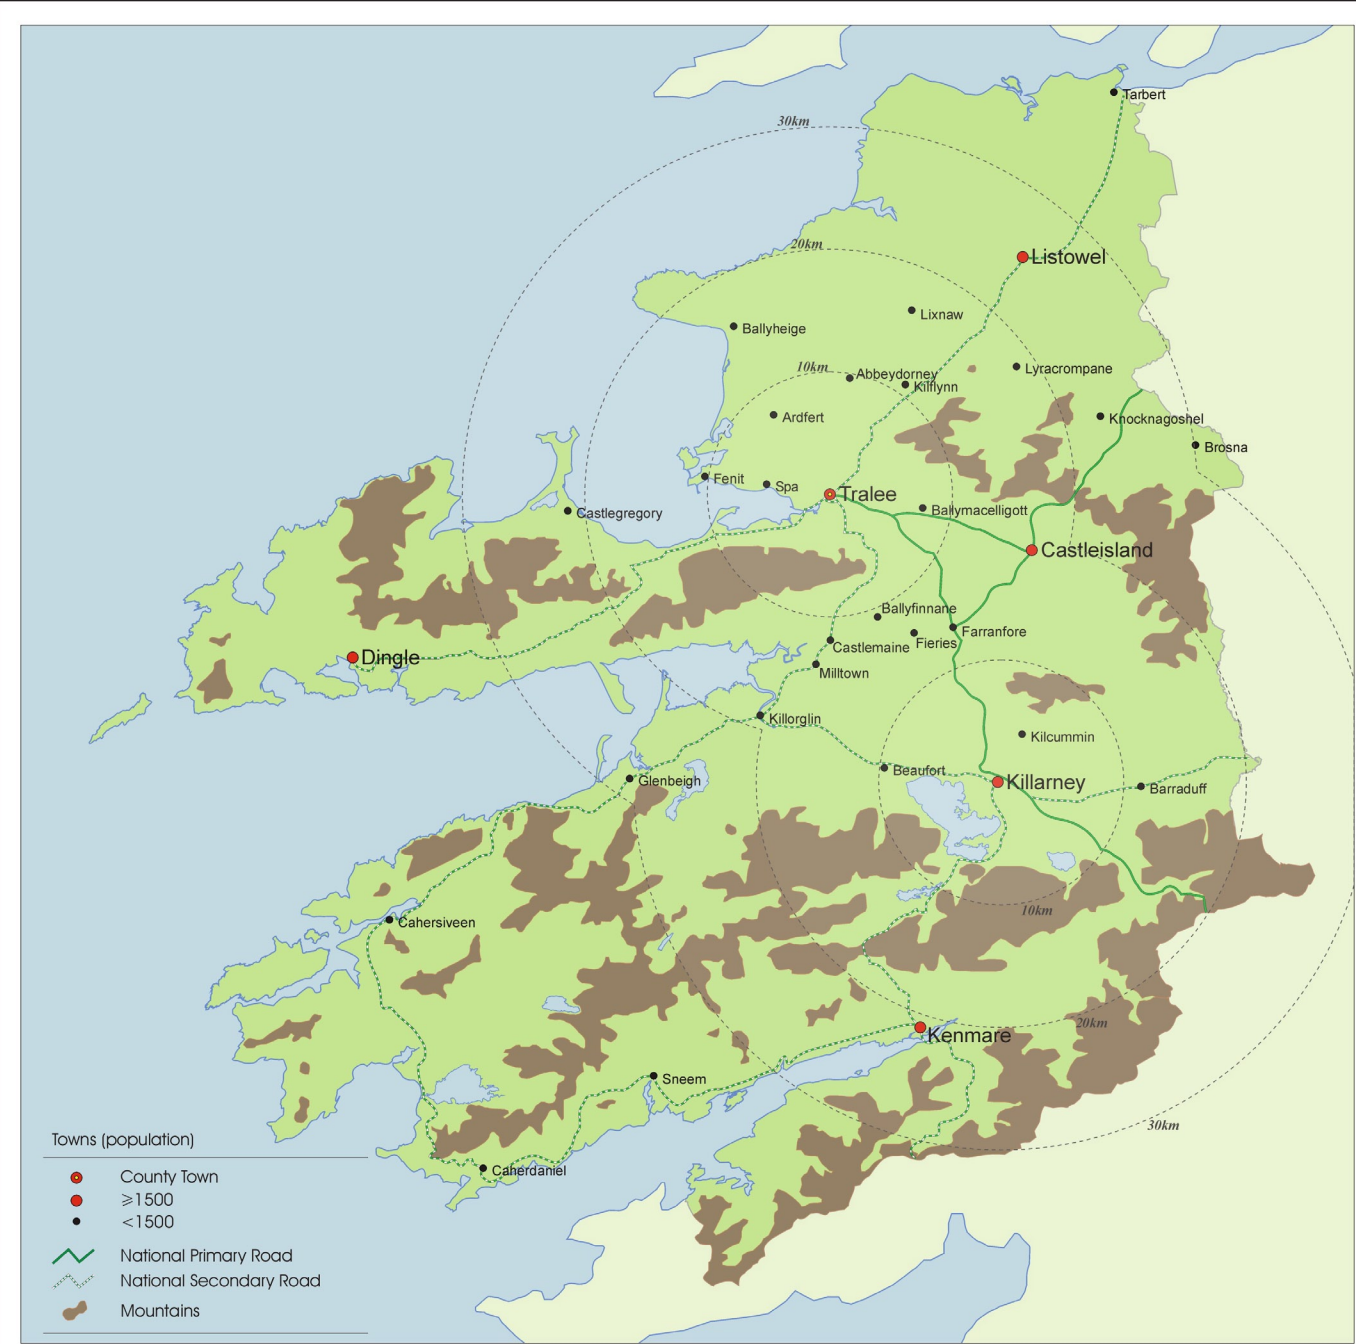 Tarbert
30km
20km
Listowel
Lixnaw
Ballyheige
10km
Abbeydorney
Kilflynn
Lyracrompane
Ardfert
Knocknagoshel
Brosna
Fenit
Spa
Tralee
Castlegregory
Ballymacelligott
Castleisland
Ballyfinnane
Farranfore
Fieries
Castlemaine
Dingle
Milltown
Killorglin
Kilcummin
Beaufort
Glenbeigh
Killarney
Barraduff
10km
Cahersiveen
20km
Kenmare
Sneem
30km
Caherdaniel
Towns (population)
County Town
⩾1500
<1500
National Primary Road
National Secondary Road
Mountains